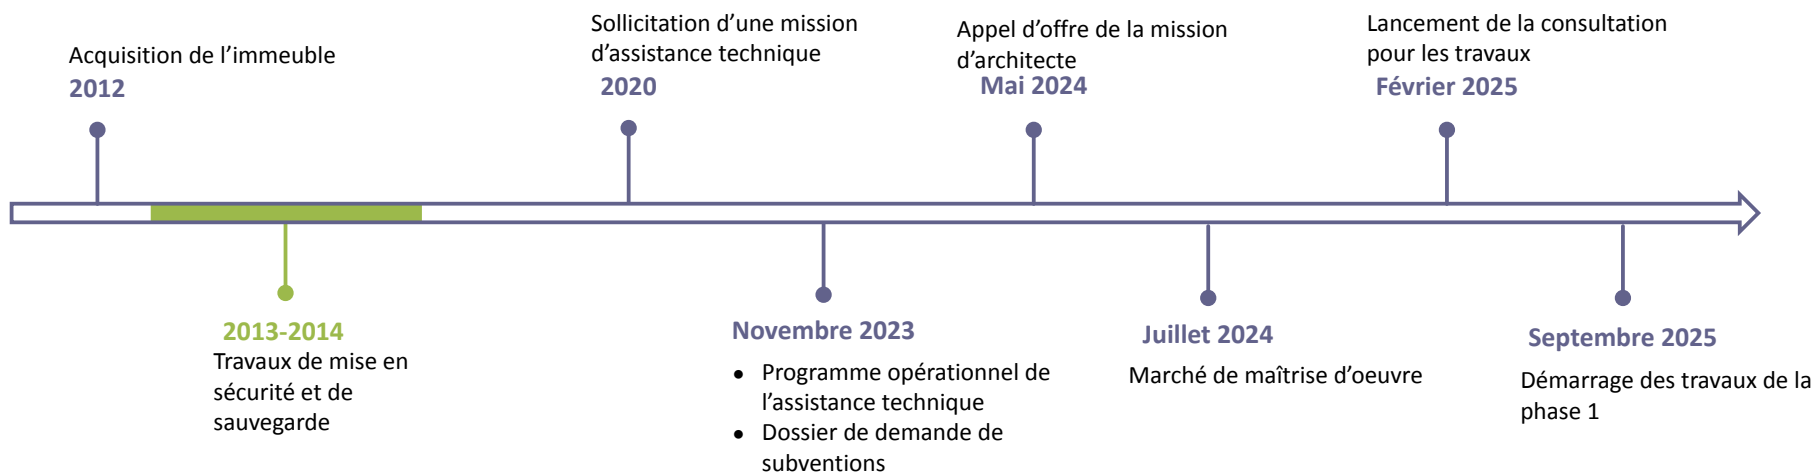 Acquisition de l’immeuble
2012
Sollicitation d’une mission
d’assistance technique
2020
Appel d’offre de la mission
d’architecte
Mai 2024
Lancement de la consultation
pour les travaux
Février 2025
2013-2014
Travaux de mise en
sécurité et de
sauvegarde
Novembre 2023
● Programme opérationnel de
l’assistance technique
● Dossier de demande de
subventions
Juillet 2024
Marché de maîtrise d’oeuvre
Septembre 2025
Démarrage des travaux de la
phase 1